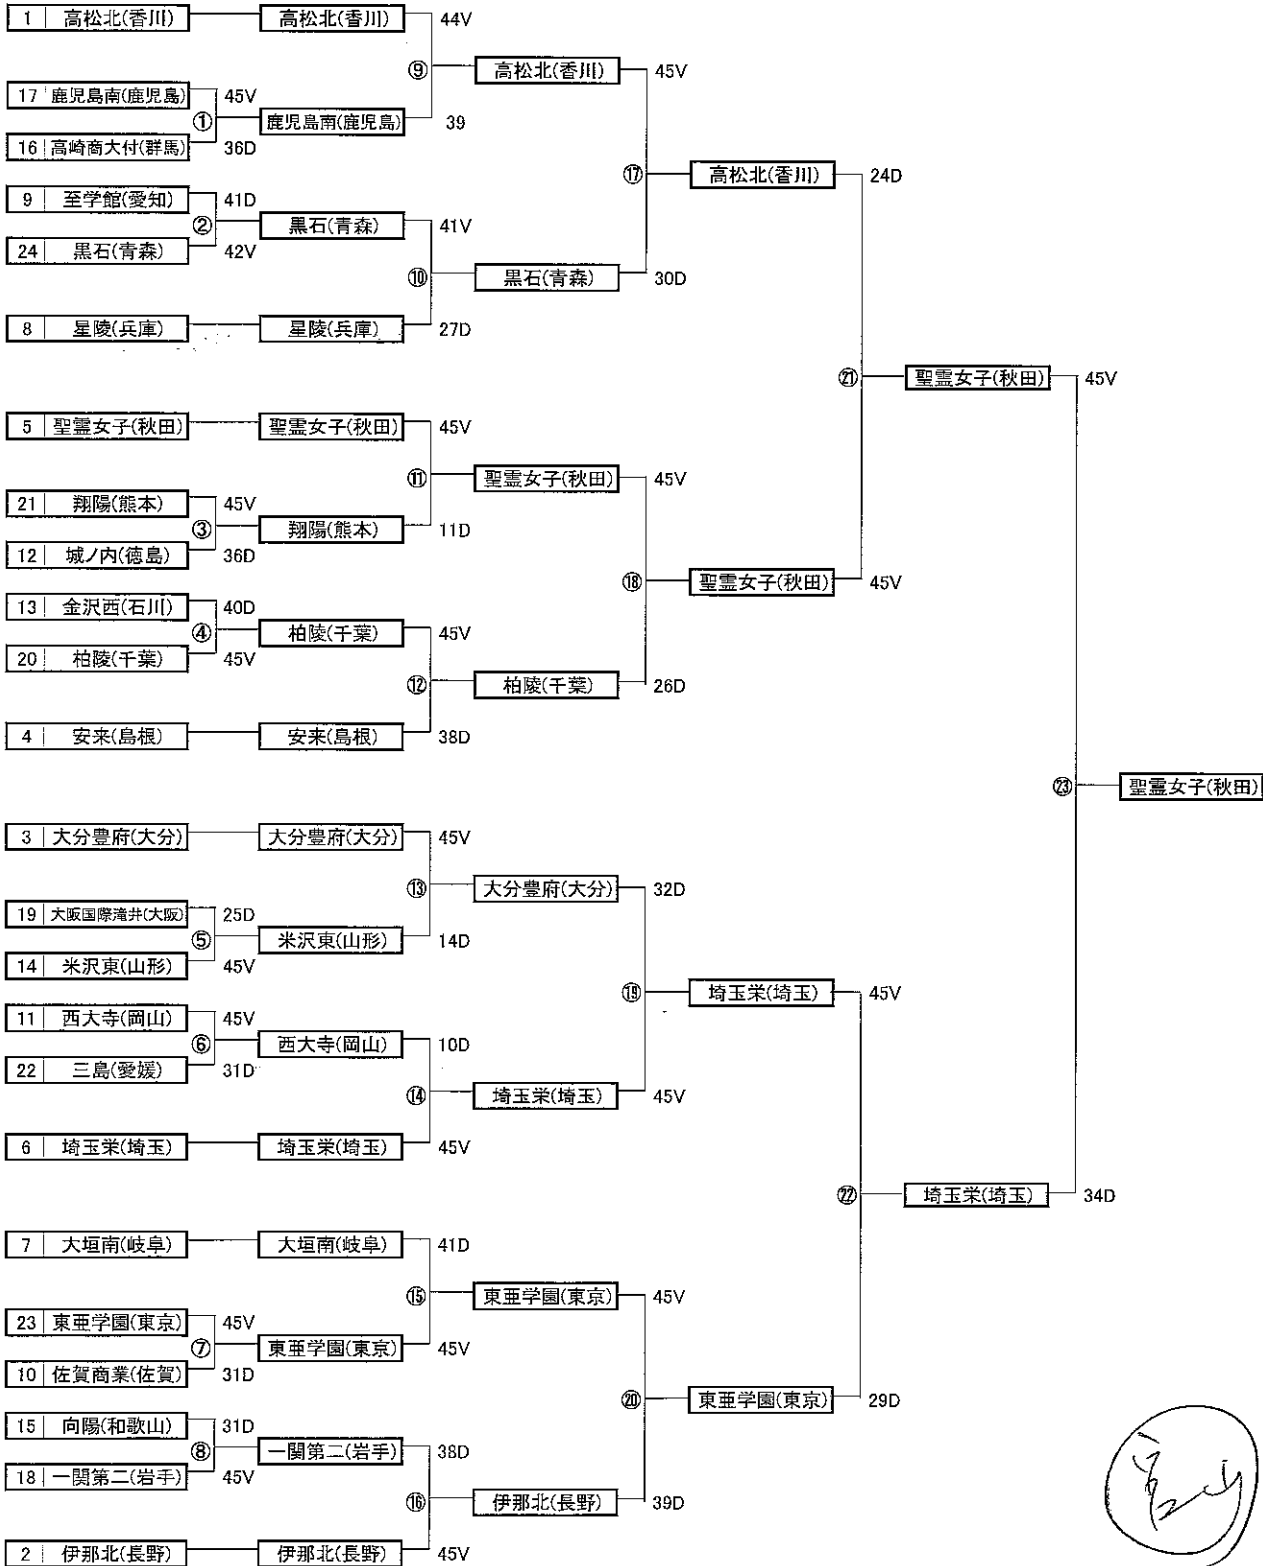 1 高松北(香川) 高松北(香川) 44V
⑨ 高松北(香川) 45V
17 鹿児島南(鹿児島) 45V
① 鹿児島南(鹿児島) 39
16 高崎商大付(群馬) 36D
⑰ 高松北(香川) 24D
9 至学館(愛知) 41D
② 黒石(青森) 41V
24 黒石(青森) 42V
⑩ 黒石(青森) 30D
8 星陵(兵庫) 星陵(兵庫) 27D
㉑ 聖霊女子(秋田) 45V
5 聖霊女子(秋田) 聖霊女子(秋田) 45V
⑪ 聖霊女子(秋田) 45V
21 翔陽(熊本) 45V
③ 翔陽(熊本) 11D
12 城ノ内(徳島) 36D
⑱ 聖霊女子(秋田) 45V
13 金沢西(石川) 40D
④ 柏陵(千葉) 45V
20 柏陵(千葉) 45V
⑫ 柏陵(千葉) 26D
4 安来(島根) 安来(島根) 38D
㉓ 聖霊女子(秋田)
3 大分豊府(大分) 大分豊府(大分) 45V
⑬ 大分豊府(大分) 32D
19 大阪国際滝井(大阪) 25D
⑤ 米沢東(山形) 14D
14 米沢東(山形) 45V
⑲ 埼玉栄(埼玉) 45V
11 西大寺(岡山) 45V
⑥ 西大寺(岡山) 10D
22 三島(愛媛) 31D
⑭ 埼玉栄(埼玉) 45V
6 埼玉栄(埼玉) 埼玉栄(埼玉) 45V
㉒ 埼玉栄(埼玉) 34D
7 大垣南(岐阜) 大垣南(岐阜) 41D
⑮ 東亜学園(東京) 45V
23 東亜学園(東京) 45V
⑦ 東亜学園(東京) 45V
10 佐賀商業(佐賀) 31D
⑳ 東亜学園(東京) 29D
15 向陽(和歌山) 31D
⑧ 一関第二(岩手) 38D
18 一関第二(岩手) 45V
⑯ 伊那北(長野) 39D
2 伊那北(長野) 伊那北(長野) 45V